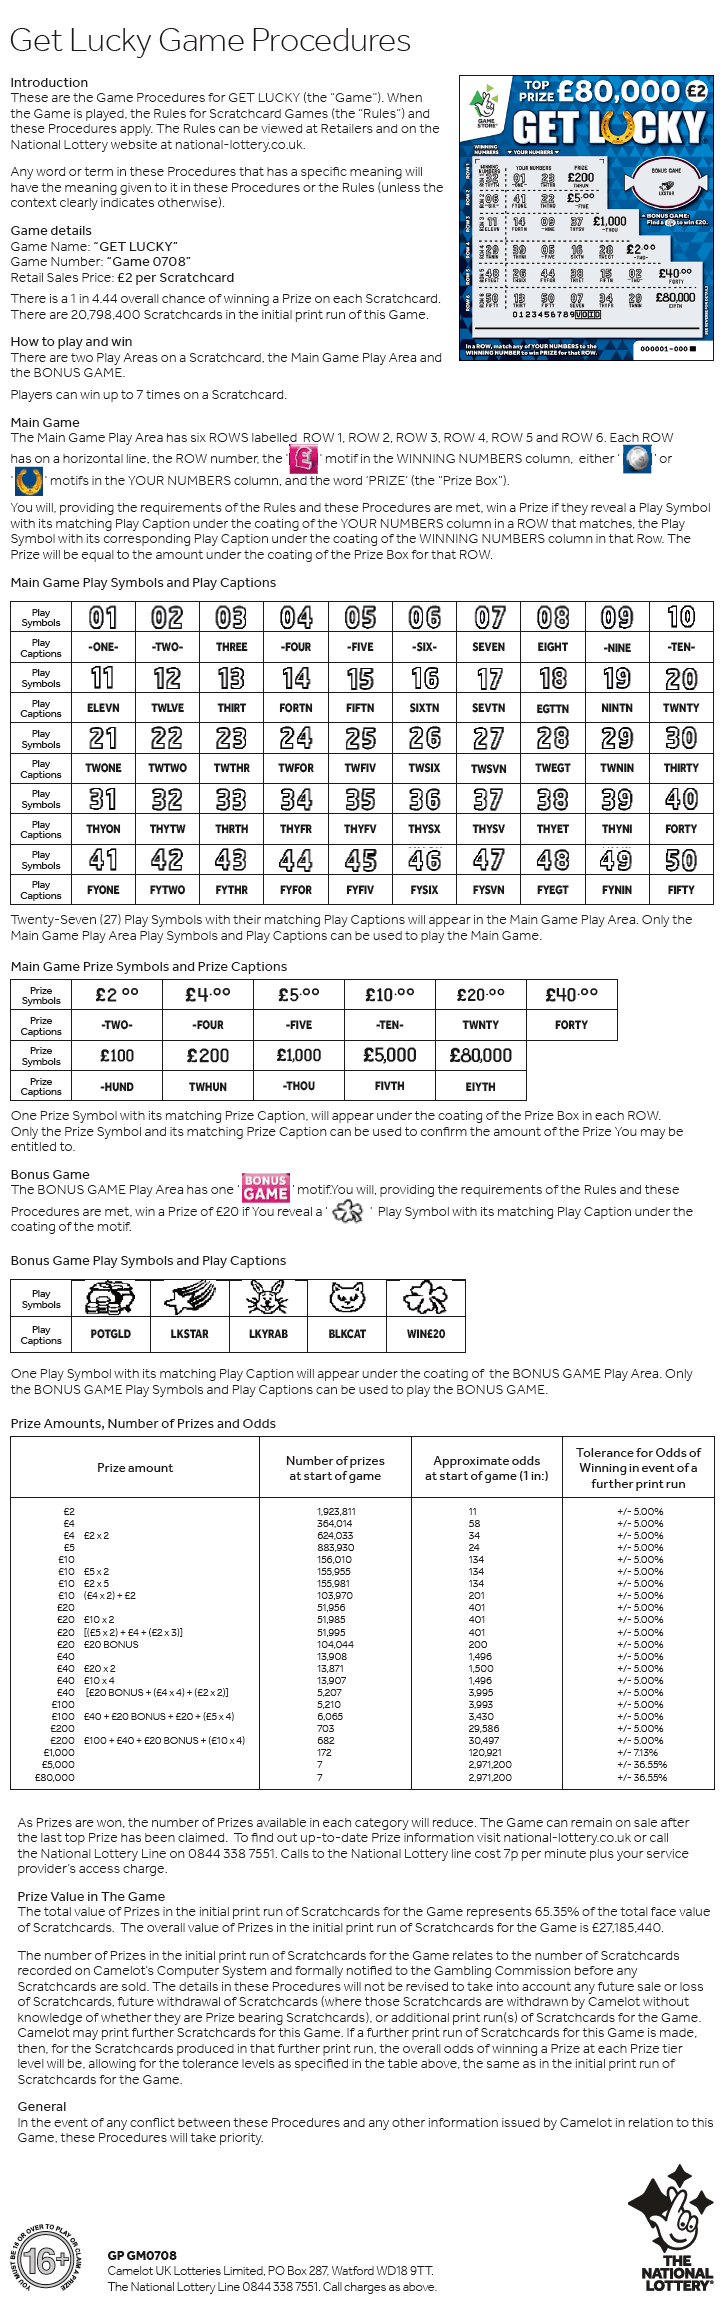 Get Lucky Game Procedures
Introduction
These are the Game Procedures for GET LUCKY (the “Game”). When
the Game is played, the Rules for Scratchcard Games (the “Rules”) and
these Procedures apply. The Rules can be viewed at Retailers and on the
National Lottery website at national-lottery.co.uk.
Any word or term in these Procedures that has a specific meaning will
have the meaning given to it in these Procedures or the Rules (unless the
context clearly indicates otherwise).
Game details
Game Name: “GET LUCKY”
Game Number: “Game 0708”
Retail Sales Price: £2 per Scratchcard
There is a 1 in 4.44 overall chance of winning a Prize on each Scratchcard.
There are 20,798,400 Scratchcards in the initial print run of this Game.
How to play and win
There are two Play Areas on a Scratchcard, the Main Game Play Area and
the BONUS GAME.
Players can win up to 7 times on a Scratchcard.
GAME STORE
TOP PRIZE £80,000 £2
GET LUCKY
WINNING NUMBERS YOUR NUMBERS
WINNING NUMBERS YOUR NUMBERS PRIZE
ROW 1 01 23 £200
-ONE- TWTHR TWHUN
ROW 2 06 41 22 £5.00
-SIX- FYONE TWTWO -FIVE
ROW 3 11 14 09 37 £1,000
ELEVN FORTN -NINE THYSV -THOU
ROW 4 29 39 05 16 28 £2.00
TWNIN THYNI -FIVE SIXTN TWEGT -TWO-
ROW 5 48 26 44 38 15 02 £40.00
FYEGT TWSIX FYFOR THYET FIFTN -TWO- FORTY
ROW 6 50 13 50 07 34 29 £80,000
FIFTY THIRT FIFTY SEVEN THYFR TWNIN EIYTH
0123456789 VOID
BONUS GAME
LKSTAR
BONUS GAME:
Find a to win £20.
In a ROW, match any of YOUR NUMBERS to the
WINNING NUMBER to win PRIZE for that ROW.
000001-000
Main Game
The Main Game Play Area has six ROWS labelled ROW 1, ROW 2, ROW 3, ROW 4, ROW 5 and ROW 6. Each ROW
has on a horizontal line, the ROW number, the ‘£’ motif in the WINNING NUMBERS column, either ‘ ’ or
‘ ’ motifs in the YOUR NUMBERS column, and the word ‘PRIZE’ (the “Prize Box”).
You will, providing the requirements of the Rules and these Procedures are met, win a Prize if they reveal a Play Symbol
with its matching Play Caption under the coating of the YOUR NUMBERS column in a ROW that matches, the Play
Symbol with its corresponding Play Caption under the coating of the WINNING NUMBERS column in that Row. The
Prize will be equal to the amount under the coating of the Prize Box for that ROW.
Main Game Play Symbols and Play Captions
Play Symbols 01 02 03 04 05 06 07 08 09 10
Play Captions -ONE- -TWO- THREE -FOUR -FIVE -SIX- SEVEN EIGHT -NINE -TEN-
Play Symbols 11 12 13 14 15 16 17 18 19 20
Play Captions ELEVN TWLVE THIRT FORTN FIFTN SIXTN SEVTN EGTTN NINTN TWNTY
Play Symbols 21 22 23 24 25 26 27 28 29 30
Play Captions TWONE TWTWO TWTHR TWFOR TWFIV TWSIX TWSVN TWEGT TWNIN THIRTY
Play Symbols 31 32 33 34 35 36 37 38 39 40
Play Captions THYON THYTW THRTH THYFR THYFV THYSX THYSV THYET THYNI FORTY
Play Symbols 41 42 43 44 45 46 47 48 49 50
Play Captions FYONE FYTWO FYTHR FYFOR FYFIV FYSIX FYSVN FYEGT FYNIN FIFTY
Twenty-Seven (27) Play Symbols with their matching Play Captions will appear in the Main Game Play Area. Only the
Main Game Play Area Play Symbols and Play Captions can be used to play the Main Game.
Main Game Prize Symbols and Prize Captions
Prize Symbols £2.00 £4.00 £5.00 £10.00 £20.00 £40.00
Prize Captions -TWO- -FOUR -FIVE -TEN- TWNTY FORTY
Prize Symbols £100 £200 £1,000 £5,000 £80,000
Prize Captions -HUND TWHUN -THOU FIVTH EIYTH
One Prize Symbol with its matching Prize Caption, will appear under the coating of the Prize Box in each ROW.
Only the Prize Symbol and its matching Prize Caption can be used to confirm the amount of the Prize You may be
entitled to.
Bonus Game
The BONUS GAME Play Area has one ‘BONUS GAME’ motif.You will, providing the requirements of the Rules and these
Procedures are met, win a Prize of £20 if You reveal a ‘ ’ Play Symbol with its matching Play Caption under the
coating of the motif.
Bonus Game Play Symbols and Play Captions
Play Symbols
Play Captions POTGLD LKSTAR LKYRAB BLKCAT WIN£20
One Play Symbol with its matching Play Caption will appear under the coating of the BONUS GAME Play Area. Only
the BONUS GAME Play Symbols and Play Captions can be used to play the BONUS GAME.
Prize Amounts, Number of Prizes and Odds
Prize amount | Number of prizes at start of game | Approximate odds at start of game (1 in:) | Tolerance for Odds of Winning in event of a further print run
£2 1,923,811 11 +/- 5.00%
£4 364,014 58 +/- 5.00%
£4 £2 x 2 624,033 34 +/- 5.00%
£5 883,930 24 +/- 5.00%
£10 156,010 134 +/- 5.00%
£10 £5 x 2 155,955 134 +/- 5.00%
£10 £2 x 5 155,981 134 +/- 5.00%
£10 (£4 x 2) + £2 103,970 201 +/- 5.00%
£20 51,956 401 +/- 5.00%
£20 £10 x 2 51,985 401 +/- 5.00%
£20 [(£5 x 2) + £4 + (£2 x 3)] 51,995 401 +/- 5.00%
£20 £20 BONUS 104,044 200 +/- 5.00%
£40 13,908 1,496 +/- 5.00%
£40 £20 x 2 13,871 1,500 +/- 5.00%
£40 £10 x 4 13,907 1,496 +/- 5.00%
£40 [£20 BONUS + (£4 x 4) + (£2 x 2)] 5,207 3,995 +/- 5.00%
£100 5,210 3,993 +/- 5.00%
£100 £40 + £20 BONUS + £20 + (£5 x 4) 6,065 3,430 +/- 5.00%
£200 703 29,586 +/- 5.00%
£200 £100 + £40 + £20 BONUS + (£10 x 4) 682 30,497 +/- 5.00%
£1,000 172 120,921 +/- 7.13%
£5,000 7 2,971,200 +/- 36.55%
£80,000 7 2,971,200 +/- 36.55%
As Prizes are won, the number of Prizes available in each category will reduce. The Game can remain on sale after
the last top Prize has been claimed. To find out up-to-date Prize information visit national-lottery.co.uk or call
the National Lottery Line on 0844 338 7551. Calls to the National Lottery line cost 7p per minute plus your service
provider’s access charge.
Prize Value in The Game
The total value of Prizes in the initial print run of Scratchcards for the Game represents 65.35% of the total face value
of Scratchcards. The overall value of Prizes in the initial print run of Scratchcards for the Game is £27,185,440.
The number of Prizes in the initial print run of Scratchcards for the Game relates to the number of Scratchcards
recorded on Camelot’s Computer System and formally notified to the Gambling Commission before any
Scratchcards are sold. The details in these Procedures will not be revised to take into account any future sale or loss
of Scratchcards, future withdrawal of Scratchcards (where those Scratchcards are withdrawn by Camelot without
knowledge of whether they are Prize bearing Scratchcards), or additional print run(s) of Scratchcards for the Game.
Camelot may print further Scratchcards for this Game. If a further print run of Scratchcards for this Game is made,
then, for the Scratchcards produced in that further print run, the overall odds of winning a Prize at each Prize tier
level will be, allowing for the tolerance levels as specified in the table above, the same as in the initial print run of
Scratchcards for the Game.
General
In the event of any conflict between these Procedures and any other information issued by Camelot in relation to this
Game, these Procedures will take priority.
YOU MUST BE 16 OR OVER TO PLAY OR CLAIM A PRIZE
16+
GP GM0708
Camelot UK Lotteries Limited, PO Box 287, Watford WD18 9TT.
The National Lottery Line 0844 338 7551. Call charges as above.
THE
NATIONAL
LOTTERY®